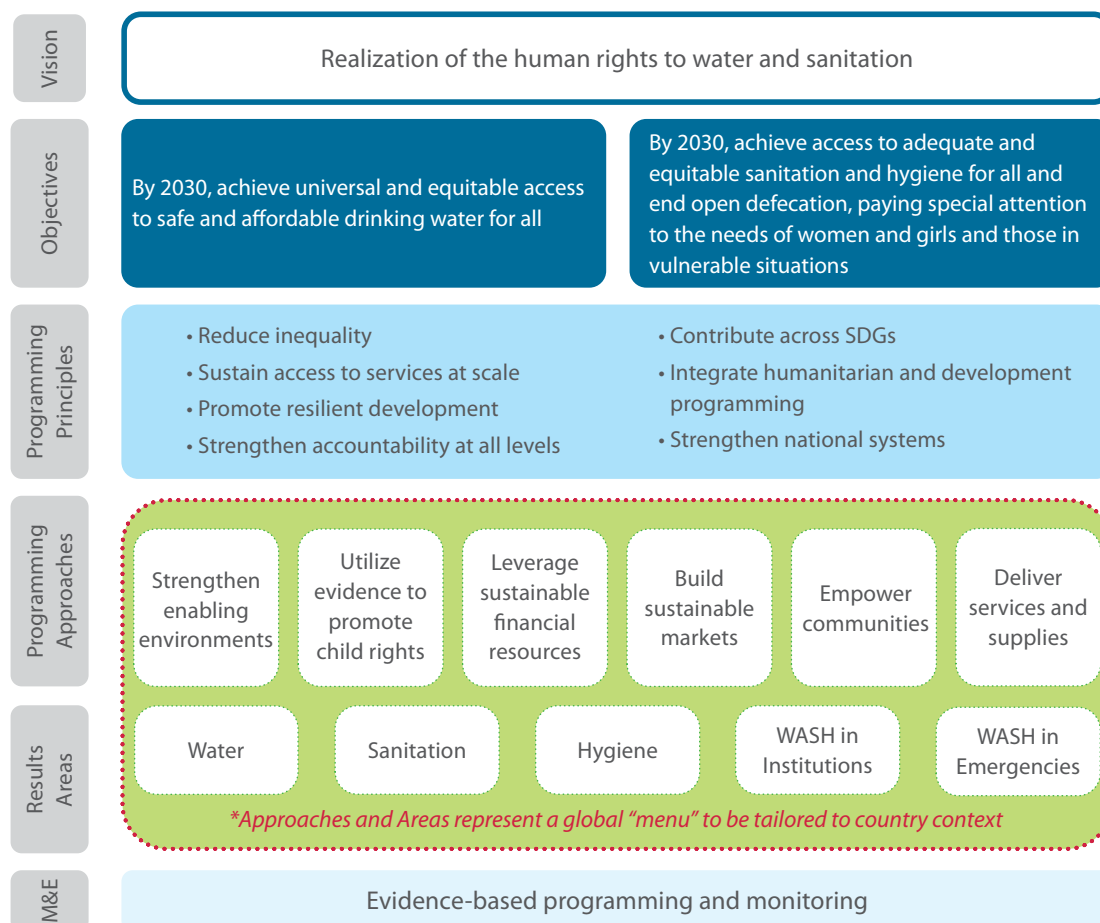 Vision
Realization of the human rights to water and sanitation
Objectives
By 2030, achieve universal and equitable access
to safe and affordable drinking water for all
By 2030, achieve access to adequate and
equitable sanitation and hygiene for all and
end open defecation, paying special attention
to the needs of women and girls and those in
vulnerable situations
Programming
Principles
• Reduce inequality
• Sustain access to services at scale
• Promote resilient development
• Strengthen accountability at all levels
• Contribute across SDGs
• Integrate humanitarian and development
programming
• Strengthen national systems
Programming
Approaches
Strengthen
enabling
environments
Utilize
evidence to
promote
child rights
Leverage
sustainable
financial
resources
Build
sustainable
markets
Empower
communities
Deliver
services and
supplies
Results
Areas
Water
Sanitation
Hygiene
WASH in
Institutions
WASH in
Emergencies
*Approaches and Areas represent a global “menu” to be tailored to country context
M&E
Evidence-based programming and monitoring